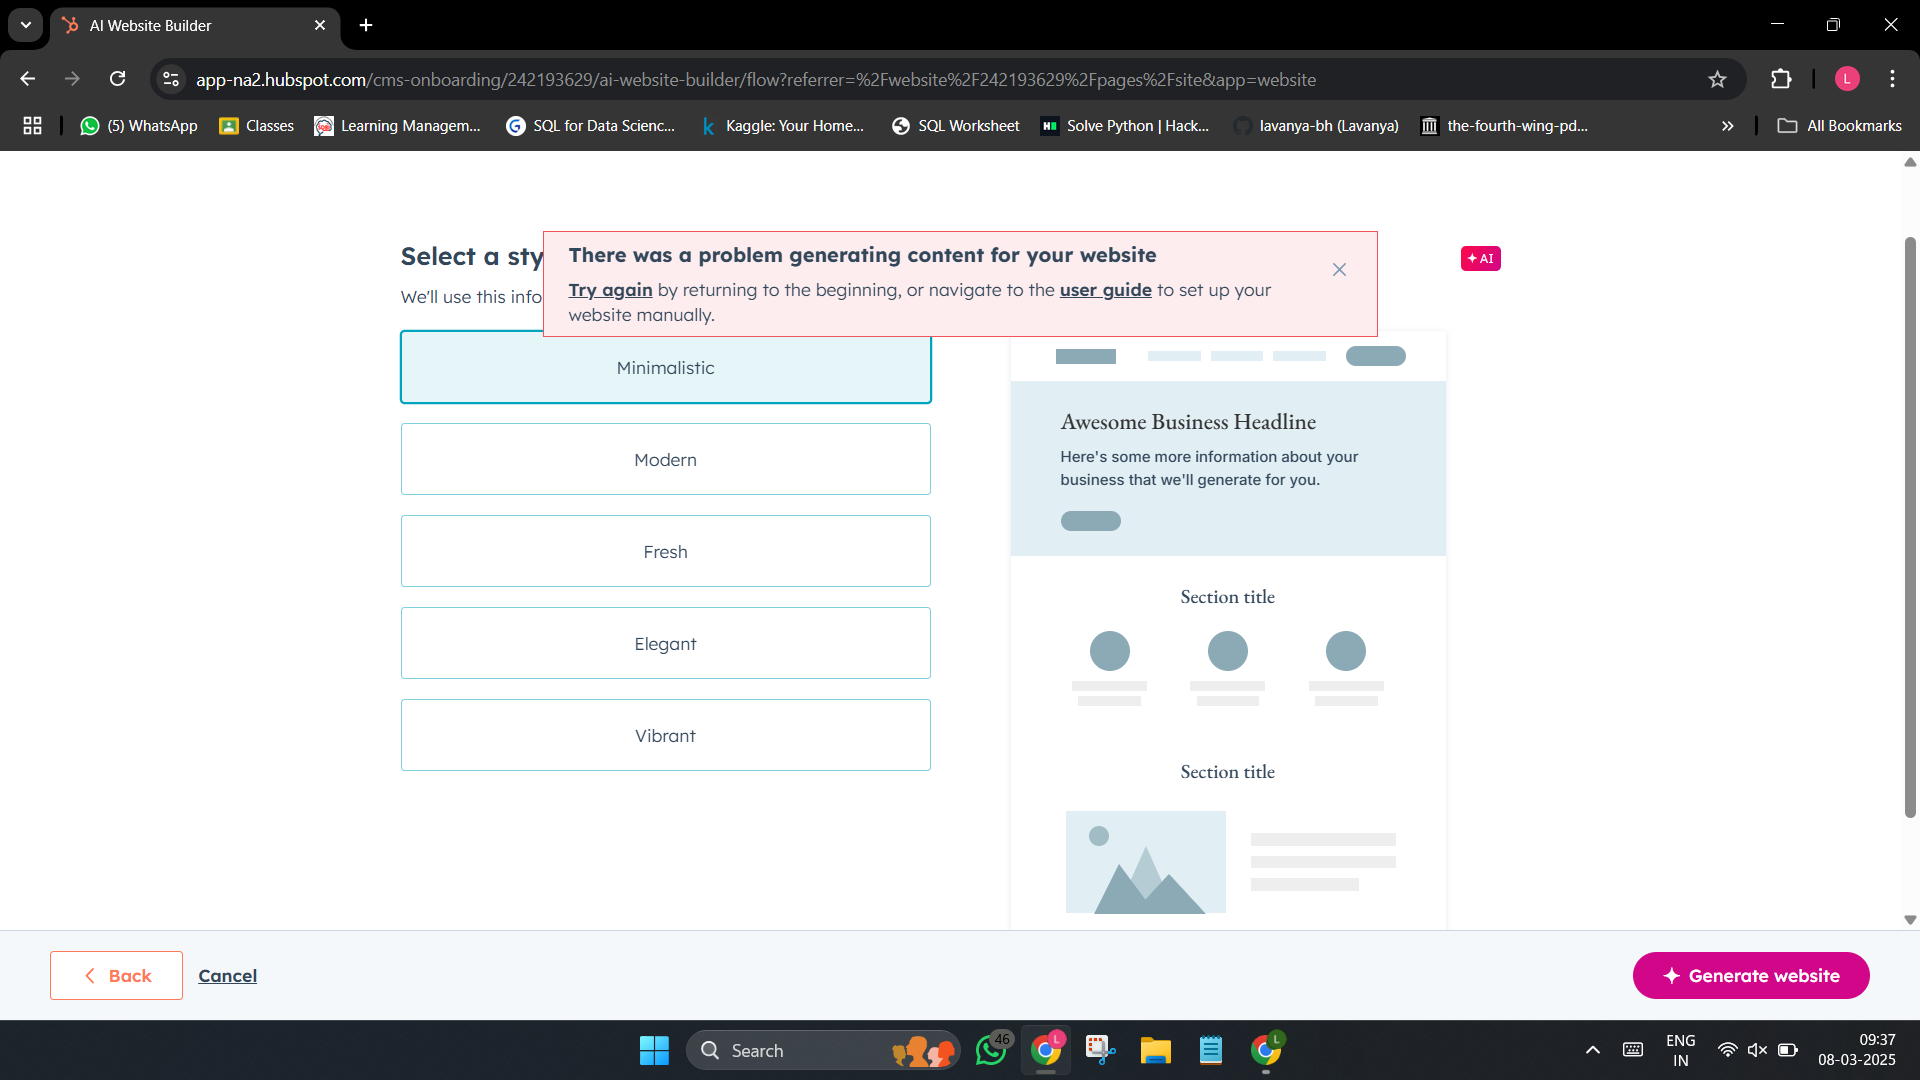 AI Website Builder
app-na2.hubspot.com/cms-onboarding/242193629/ai-website-builder/flow?referrer=%2Fwebsite%2F242193629%2Fpages%2Fsite&app=website
L
(5) WhatsApp
Classes
Learning Managem...
SQL for Data Scienc...
Kaggle: Your Home...
SQL Worksheet
Solve Python | Hack...
lavanya-bh (Lavanya)
the-fourth-wing-pd...
All Bookmarks
Select a sty
We'll use this info
There was a problem generating content for your website
Try again by returning to the beginning, or navigate to the user guide to set up your
website manually.
AI
Minimalistic
Modern
Fresh
Elegant
Vibrant
Awesome Business Headline
Here's some more information about your
business that we'll generate for you.
Section title
Section title
Back
Cancel
Generate website
Search
46
L
L
ENG
IN
09:37
08-03-2025